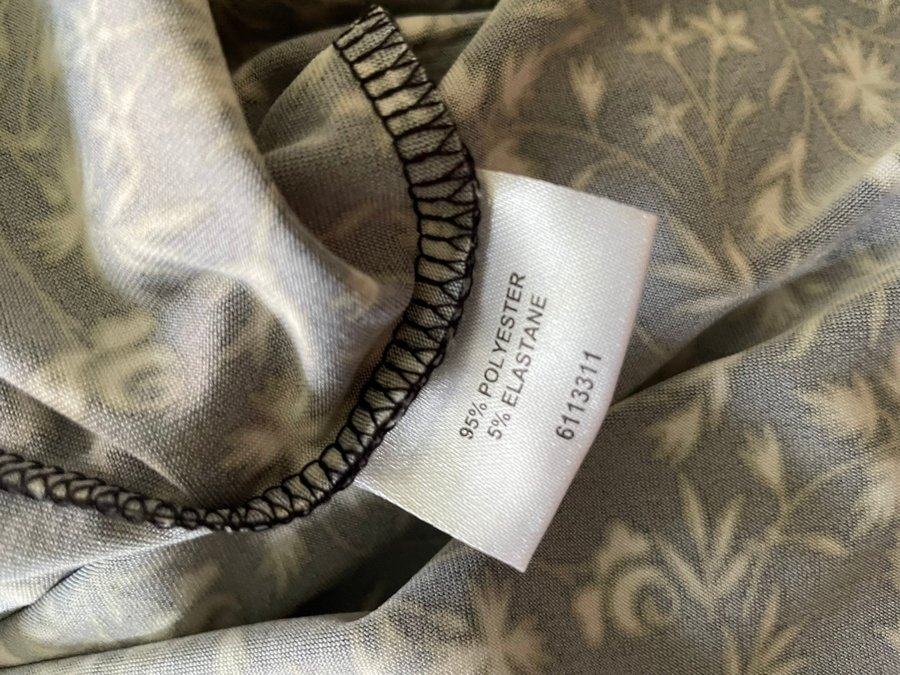 95% POLYESTER
5% ELASTANE
6113311